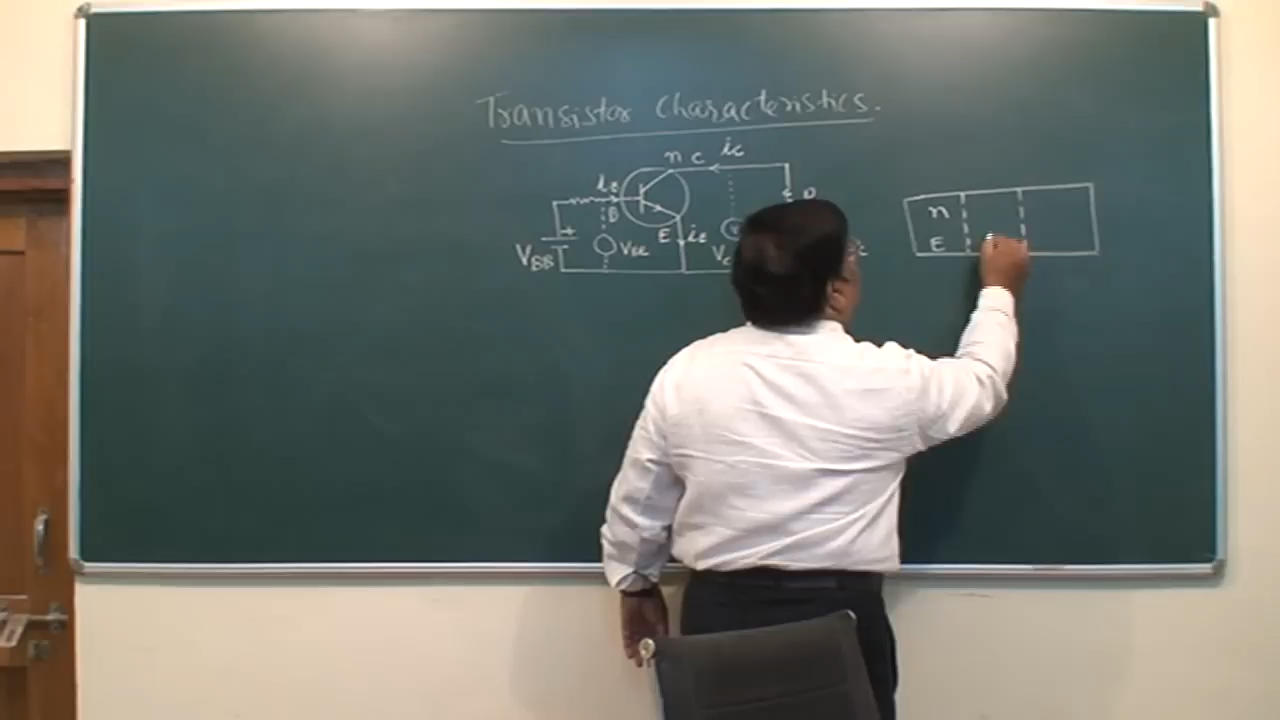 Transistor Characteristics.
n C ic
iB
B
E iE
+
VBB VBE
n
E